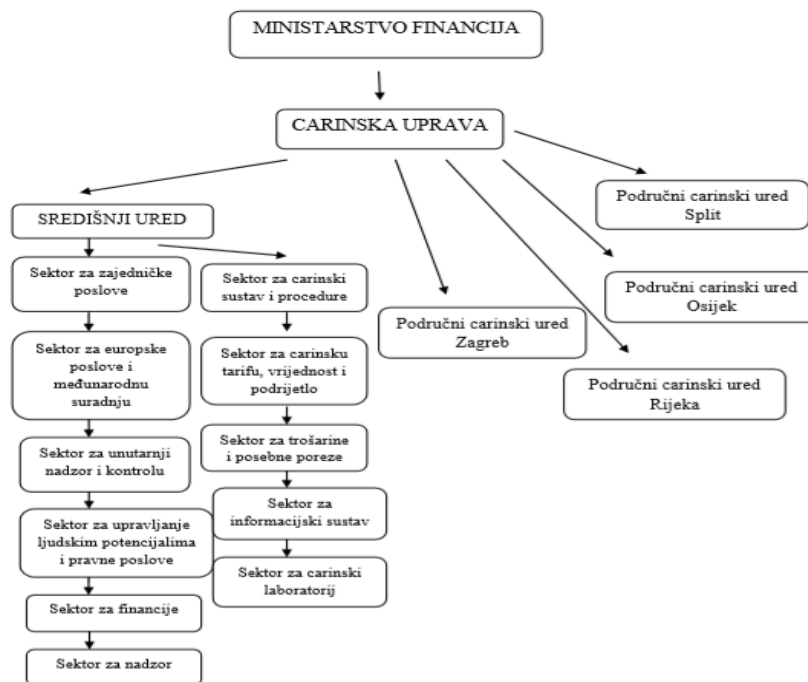 MINISTARSTVO FINANCIJA
CARINSKA UPRAVA
SREDIŠNJI URED
Sektor za zajedničke
poslove
Sektor za europske
poslove i
međunarodnu
suradnju
Sektor za unutarnji
nadzor i kontrolu
Sektor za upravljanje
ljudskim potencijalima
i pravne poslove
Sektor za financije
Sektor za nadzor
Sektor za carinski
sustav i procedure
Sektor za carinsku
tarifu, vrijednost i
podrijetlo
Sektor za trošarine
i posebne poreze
Sektor za
informacijski sustav
Sektor za carinski
laboratorij
Područni carinski ured
Zagreb
Područni carinski ured
Rijeka
Područni carinski ured
Osijek
Područni carinski ured
Split